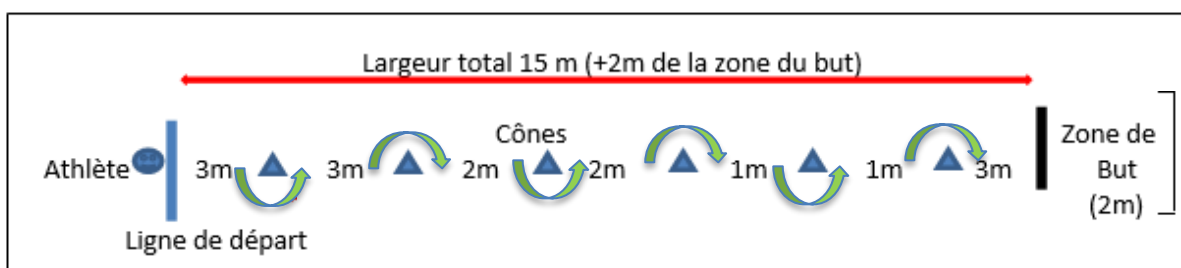 Largeur total 15 m (+2m de la zone du but)
Cônes
Athlète 3m 3m 2m 2m 1m 1m 3m
Zone de
But
(2m)
Ligne de départ